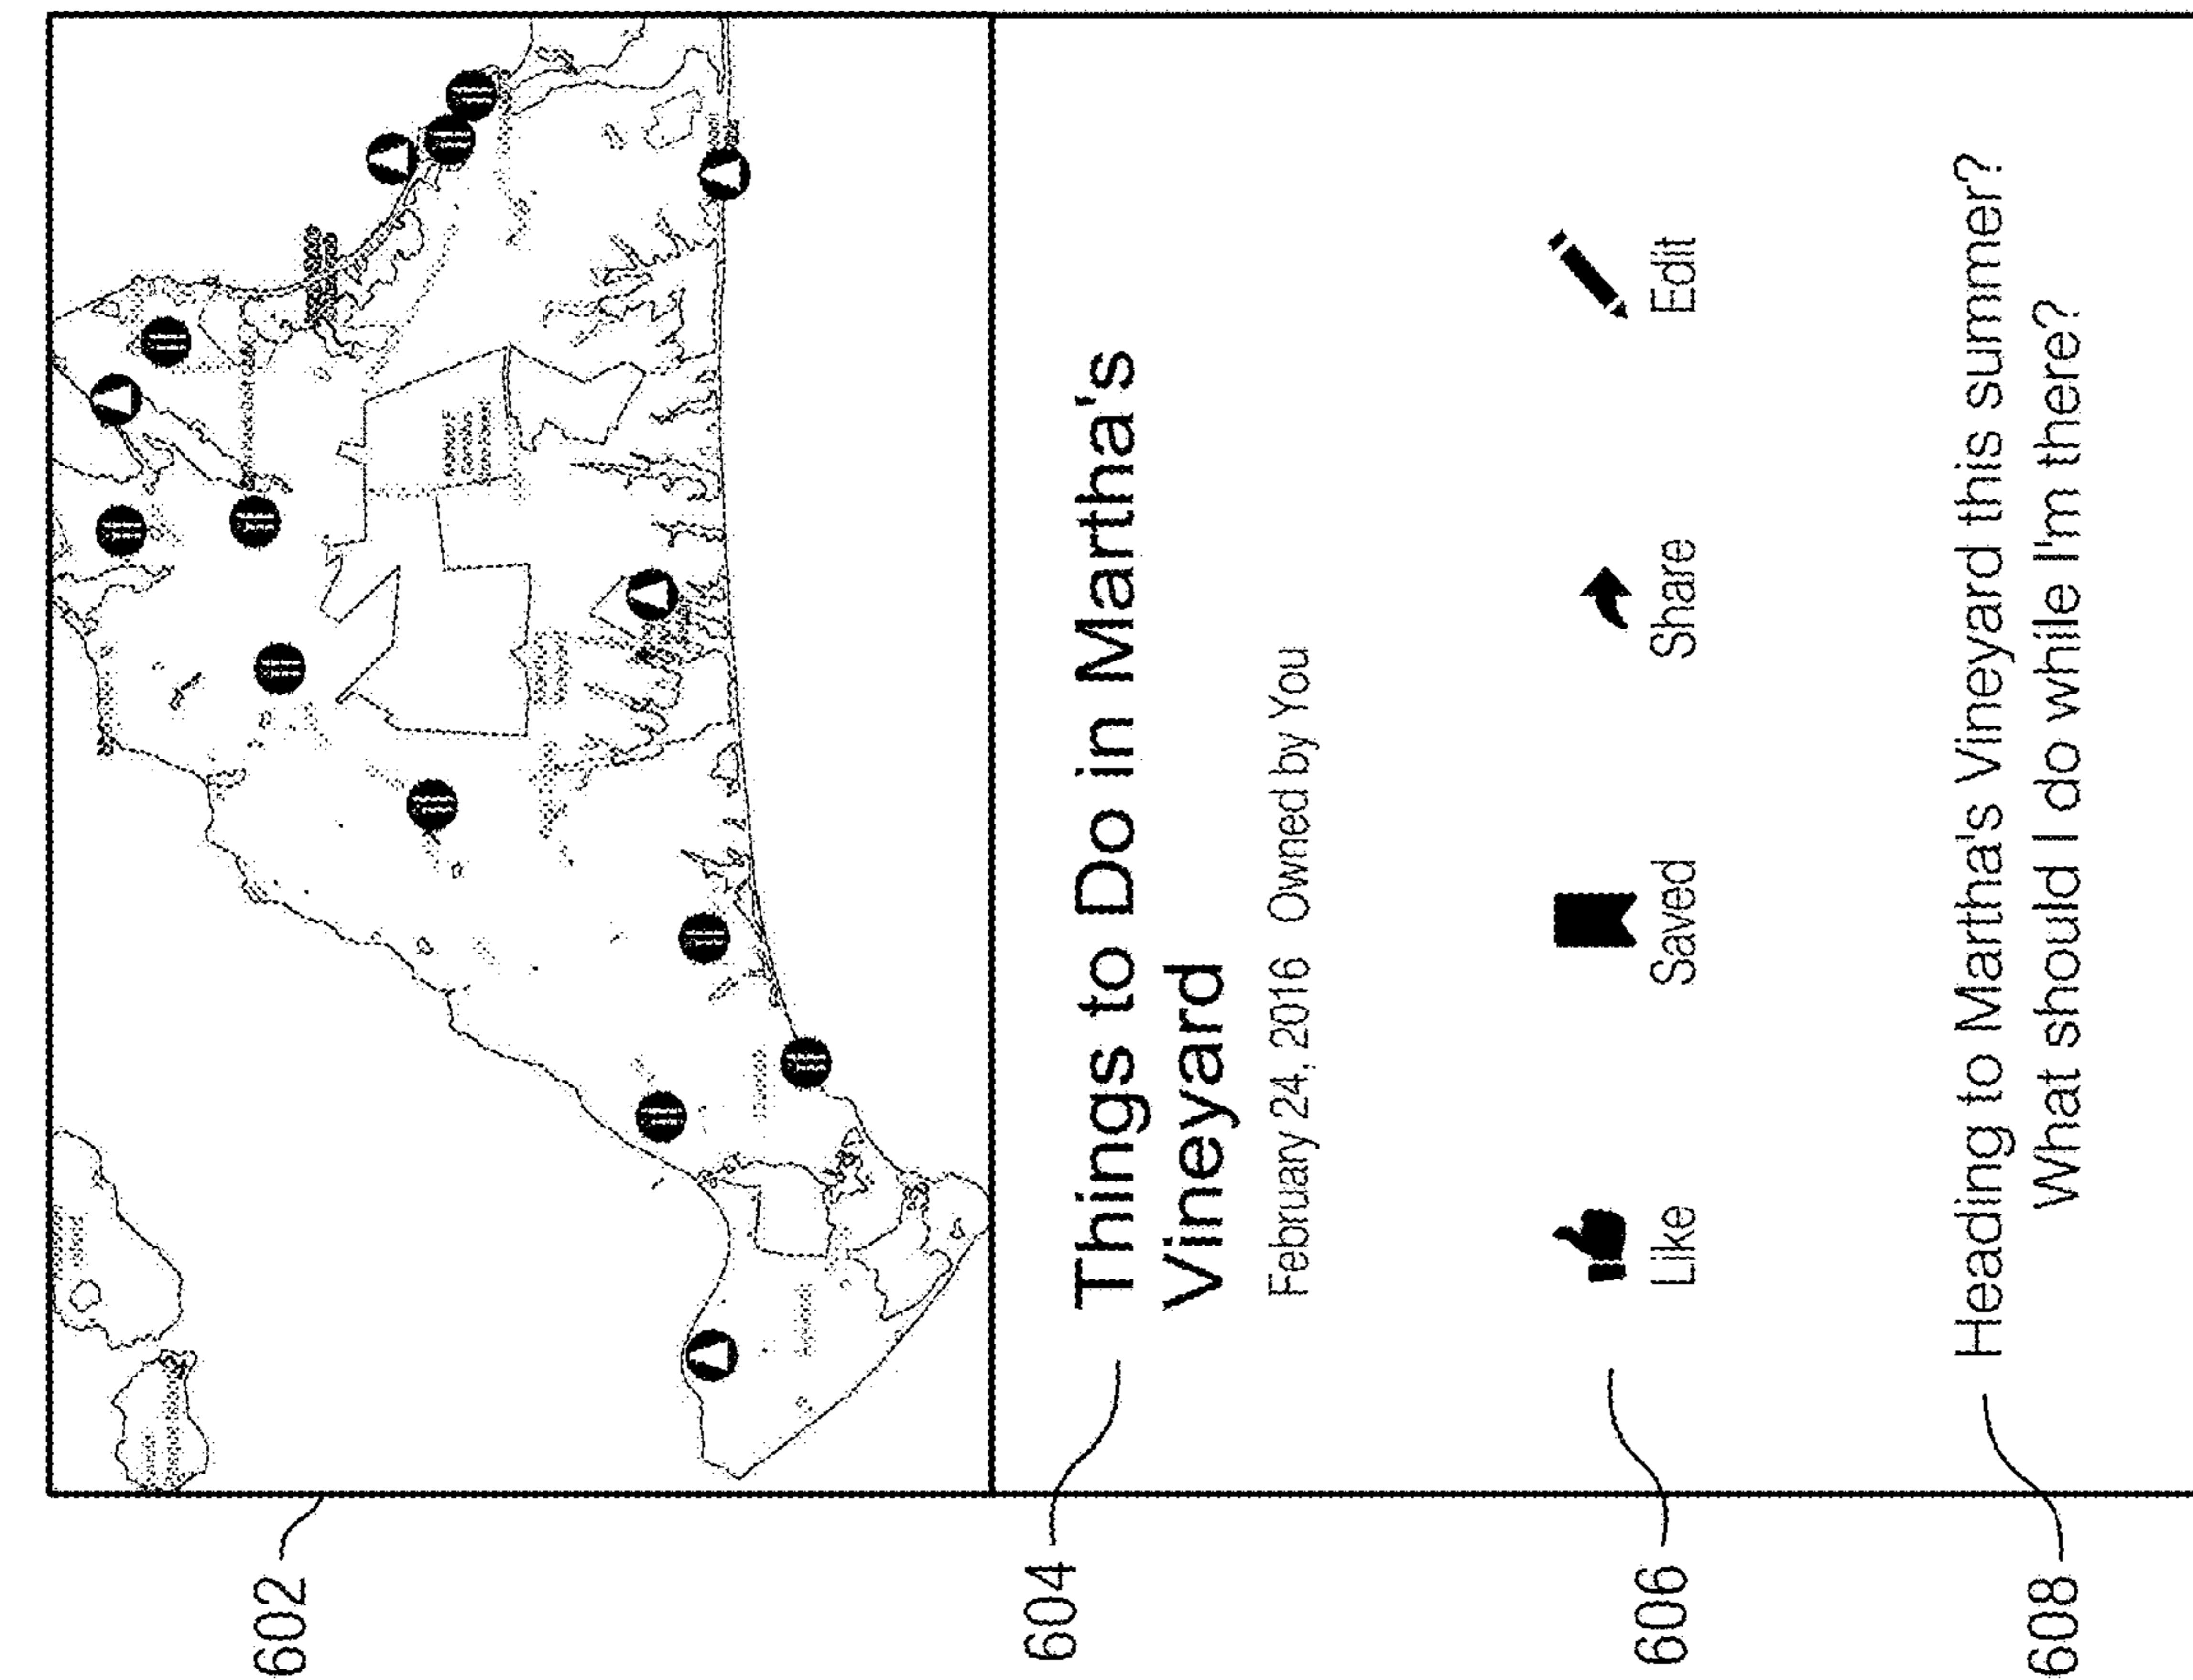 602
604
Things to Do in Martha's
Vineyard
February 24, 2016 Owned by You
606
Like
Saved
Share
Edit
608
Heading to Martha's Vineyard this summer?
What should I do while I'm there?